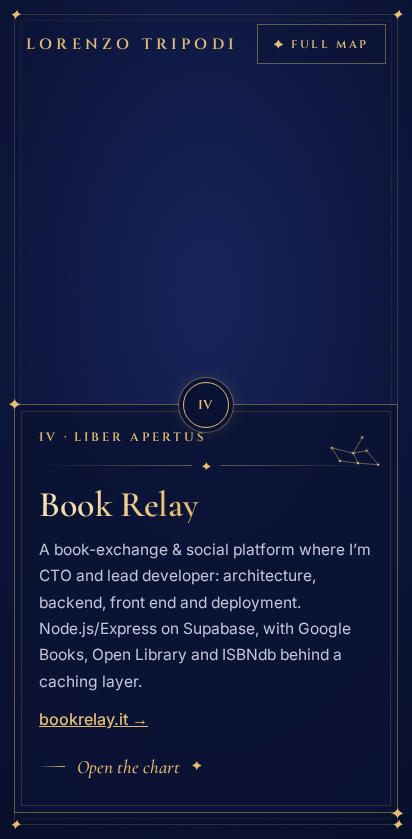 LORENZO TRIPODI
✦ FULL MAP
IV
IV · LIBER APERTUS
Book Relay
A book-exchange & social platform where I’m
CTO and lead developer: architecture,
backend, front end and deployment.
Node.js/Express on Supabase, with Google
Books, Open Library and ISBNdb behind a
caching layer.
bookrelay.it →
Open the chart ✦